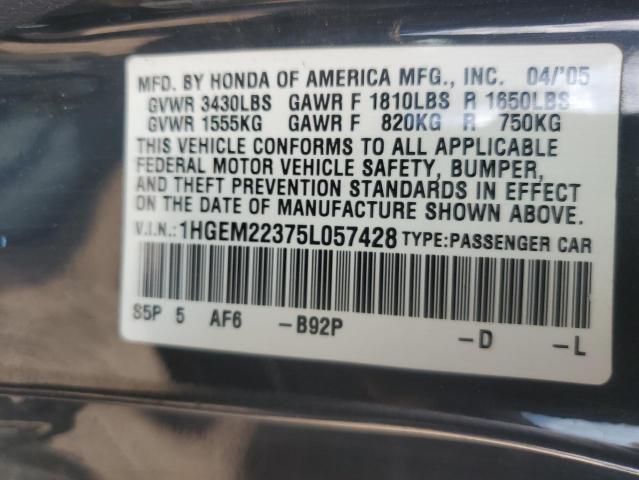 MFD. BY HONDA OF AMERICA MFG., INC. 04/'05
GVWR 3430LBS GAWR F 1810LBS R 1650LBS
GVWR 1555KG GAWR F 820KG R 750KG
THIS VEHICLE CONFORMS TO ALL APPLICABLE
FEDERAL MOTOR VEHICLE SAFETY, BUMPER,
AND THEFT PREVENTION STANDARDS IN EFFECT
ON THE DATE OF MANUFACTURE SHOWN ABOVE.
V.I.N.: 1HGEM22375L057428 TYPE:PASSENGER CAR
S5P 5 AF6 -B92P -D -L